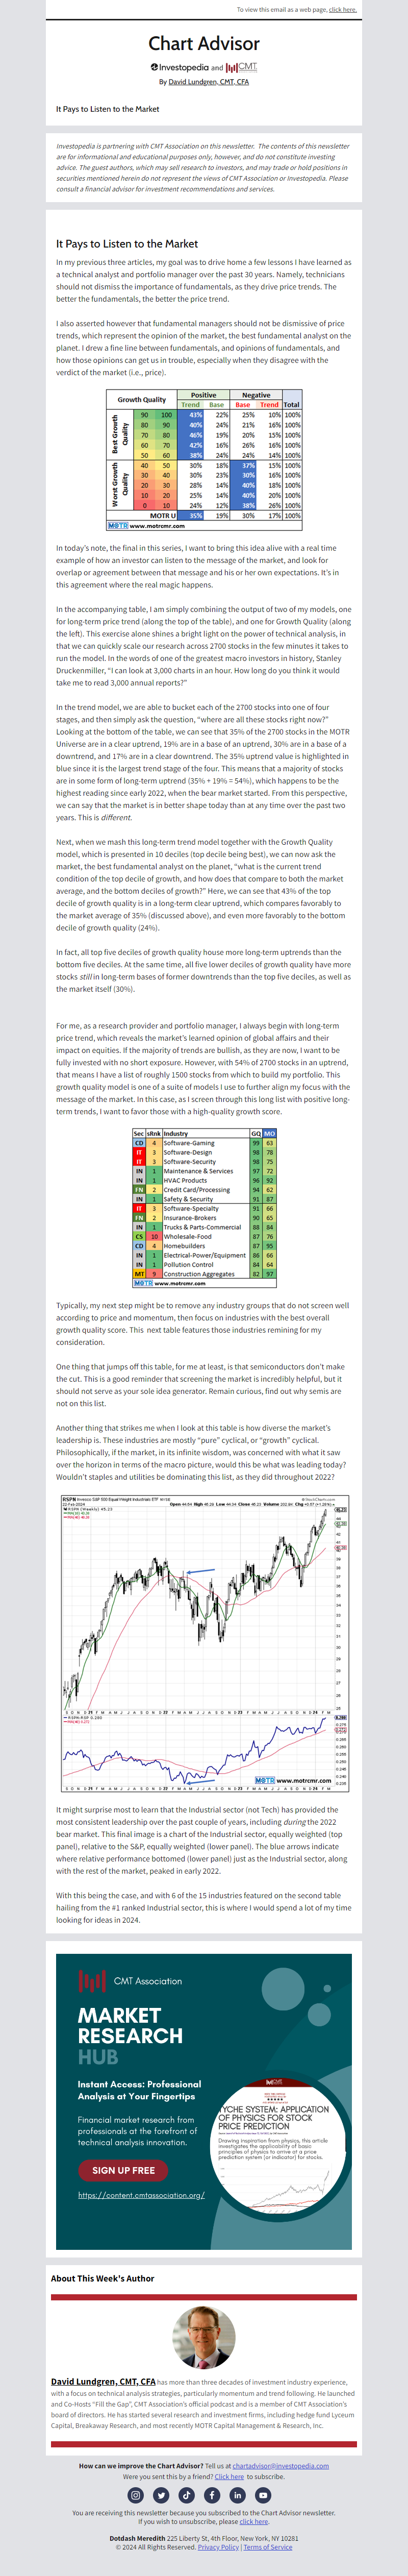 To view this email as a web page, click here.
Chart Advisor
Investopedia and CMT
By David Lundgren, CMT, CFA
It Pays to Listen to the Market
Investopedia is partnering with CMT Association on this newsletter. The contents of this newsletter
are for informational and educational purposes only, however, and do not constitute investing
advice. The guest authors, which may sell research to investors, and may trade or hold positions in
securities mentioned herein do not represent the views of CMT Association or Investopedia. Please
consult a financial advisor for investment recommendations and services.
It Pays to Listen to the Market
In my previous three articles, my goal was to drive home a few lessons I have learned as
a technical analyst and portfolio manager over the past 30 years. Namely, technicians
should not dismiss the importance of fundamentals, as they drive price trends. The
better the fundamentals, the better the price trend.
I also asserted however that fundamental managers should not be dismissive of price
trends, which represent the opinion of the market, the best fundamental analyst on the
planet. I drew a fine line between fundamentals, and opinions of fundamentals, and
how those opinions can get us in trouble, especially when they disagree with the
verdict of the market (i.e., price).
Growth Quality Positive Negative
Trend Base Base Trend Total
Best Growth Quality
90 100 43% 22% 25% 10% 100%
80 90 40% 24% 21% 16% 100%
70 80 46% 19% 20% 15% 100%
60 70 42% 16% 26% 16% 100%
50 60 38% 24% 24% 14% 100%
Worst Growth Quality
40 50 30% 18% 37% 15% 100%
30 40 30% 23% 30% 16% 100%
20 30 28% 14% 40% 18% 100%
10 20 25% 14% 40% 20% 100%
0 10 24% 12% 38% 26% 100%
MOTR U 35% 19% 30% 17% 100%
MOTR www.motrcmr.com
In today's note, the final in this series, I want to bring this idea alive with a real time
example of how an investor can listen to the message of the market, and look for
overlap or agreement between that message and his or her own expectations. It's in
this agreement where the real magic happens.
In the accompanying table, I am simply combining the output of two of my models, one
for long-term price trend (along the top of the table), and one for Growth Quality (along
the left). This exercise alone shines a bright light on the power of technical analysis, in
that we can quickly scale our research across 2700 stocks in the few minutes it takes to
run the model. In the words of one of the greatest macro investors in history, Stanley
Druckenmiller, "I can look at 3,000 charts in an hour. How long do you think it would
take me to read 3,000 annual reports?"
In the trend model, we are able to bucket each of the 2700 stocks into one of four
stages, and then simply ask the question, "where are all these stocks right now?"
Looking at the bottom of the table, we can see that 35% of the 2700 stocks in the MOTR
Universe are in a clear uptrend, 19% are in a base of an uptrend, 30% are in a base of a
downtrend, and 17% are in a clear downtrend. The 35% uptrend value is highlighted in
blue since it is the largest trend stage of the four. This means that a majority of stocks
are in some form of long-term uptrend (35% + 19% = 54%), which happens to be the
highest reading since early 2022, when the bear market started. From this perspective,
we can say that the market is in better shape today than at any time over the past two
years. This is different.
Next, when we mash this long-term trend model together with the Growth Quality
model, which is presented in 10 deciles (top decile being best), we can now ask the
market, the best fundamental analyst on the planet, "what is the current trend
condition of the top decile of growth, and how does that compare to both the market
average, and the bottom deciles of growth?" Here, we can see that 43% of the top
decile of growth quality is in a long-term clear uptrend, which compares favorably to
the market average of 35% (discussed above), and even more favorably to the bottom
decile of growth quality (24%).
In fact, all top five deciles of growth quality house more long-term uptrends than the
bottom five deciles. At the same time, all five lower deciles of growth quality have more
stocks still in long-term bases of former downtrends than the top five deciles, as well as
the market itself (30%).
For me, as a research provider and portfolio manager, I always begin with long-term
price trend, which reveals the market's learned opinion of global affairs and their
impact on equities. If the majority of trends are bullish, as they are now, I want to be
fully invested with no short exposure. However, with 54% of 2700 stocks in an uptrend,
that means I have a list of roughly 1500 stocks from which to build my portfolio. This
growth quality model is one of a suite of models I use to further align my focus with the
message of the market. In this case, as I screen through this long list with positive long-
term trends, I want to favor those with a high-quality growth score.
Sec sRnk Industry GQ MO
CD 4 Software-Gaming 99 63
IT 3 Software-Design 98 78
IT 3 Software-Security 98 75
IN 1 Maintenance & Services 97 72
IN 1 HVAC Products 96 92
FN 2 Credit Card/Processing 94 62
IN 1 Safety & Security 91 87
IT 3 Software-Specialty 91 66
FN 2 Insurance-Brokers 90 65
IN 1 Trucks & Parts-Commercial 88 84
CS 10 Wholesale-Food 87 76
CD 4 Homebuilders 87 95
IN 1 Electrical-Power/Equipment 86 66
IN 1 Pollution Control 84 64
MT 9 Construction Aggregates 82 97
MOTR www.motrcmr.com
Typically, my next step might be to remove any industry groups that do not screen well
according to price and momentum, then focus on industries with the best overall
growth quality score. This next table features those industries remining for my
consideration.
One thing that jumps off this table, for me at least, is that semiconductors don't make
the cut. This is a good reminder that screening the market is incredibly helpful, but it
should not serve as your sole idea generator. Remain curious, find out why semis are
not on this list.
Another thing that strikes me when I look at this table is how diverse the market's
leadership is. These industries are mostly "pure" cyclical, or "growth" cyclical.
Philosophically, if the market, in its infinite wisdom, was concerned with what it saw
over the horizon in terms of the macro picture, would this be what was leading today?
Wouldn't staples and utilities be dominating this list, as they did throughout 2022?
RSPN Invesco S&P 500 Equal Weight Industrials ETF
© StockCharts.com
22-Feb-2024
RSPN (Weekly) 45.23
MOTR www.motrcmr.com
It might surprise most to learn that the Industrial sector (not Tech) has provided the
most consistent leadership over the past couple of years, including during the 2022
bear market. This final image is a chart of the Industrial sector, equally weighted (top
panel), relative to the S&P, equally weighted (lower panel). The blue arrows indicate
where relative performance bottomed (lower panel) just as the Industrial sector, along
with the rest of the market, peaked in early 2022.
With this being the case, and with 6 of the 15 industries featured on the second table
hailing from the #1 ranked Industrial sector, this is where I would spend a lot of my time
looking for ideas in 2024.
CMT Association
MARKET
RESEARCH
HUB
Instant Access: Professional
Analysis at Your Fingertips
Financial market research from
professionals at the forefront of
technical analysis innovation.
SIGN UP FREE
https://content.cmtassociation.org/
YCHE SYSTEM: APPLICATION
OF PHYSICS FOR STOCK
PRICE PREDICTION
Drawing inspiration from physics, this article
investigates the applicability of basic
principles of physics to arrive at a price
prediction system (or indicator) for stocks.
About This Week's Author
David Lundgren, CMT, CFA has more than three decades of investment industry experience,
with a focus on technical analysis strategies, particularly momentum and trend following. He launched
and Co-Hosts "Fill the Gap", CMT Association's official podcast and is a member of CMT Association's
board of directors. He has started several research and investment firms, including hedge fund Lyceum
Capital, Breakaway Research, and most recently MOTR Capital Management & Research, Inc.
How can we improve the Chart Advisor? Tell us at chartadvisor@investopedia.com
Were you sent this by a friend? Click here to subscribe.
You are receiving this newsletter because you subscribed to the Chart Advisor newsletter.
If you wish to unsubscribe, please click here.
Dotdash Meredith 225 Liberty St, 4th Floor, New York, NY 10281
© 2024 All Rights Reserved. Privacy Policy | Terms of Service